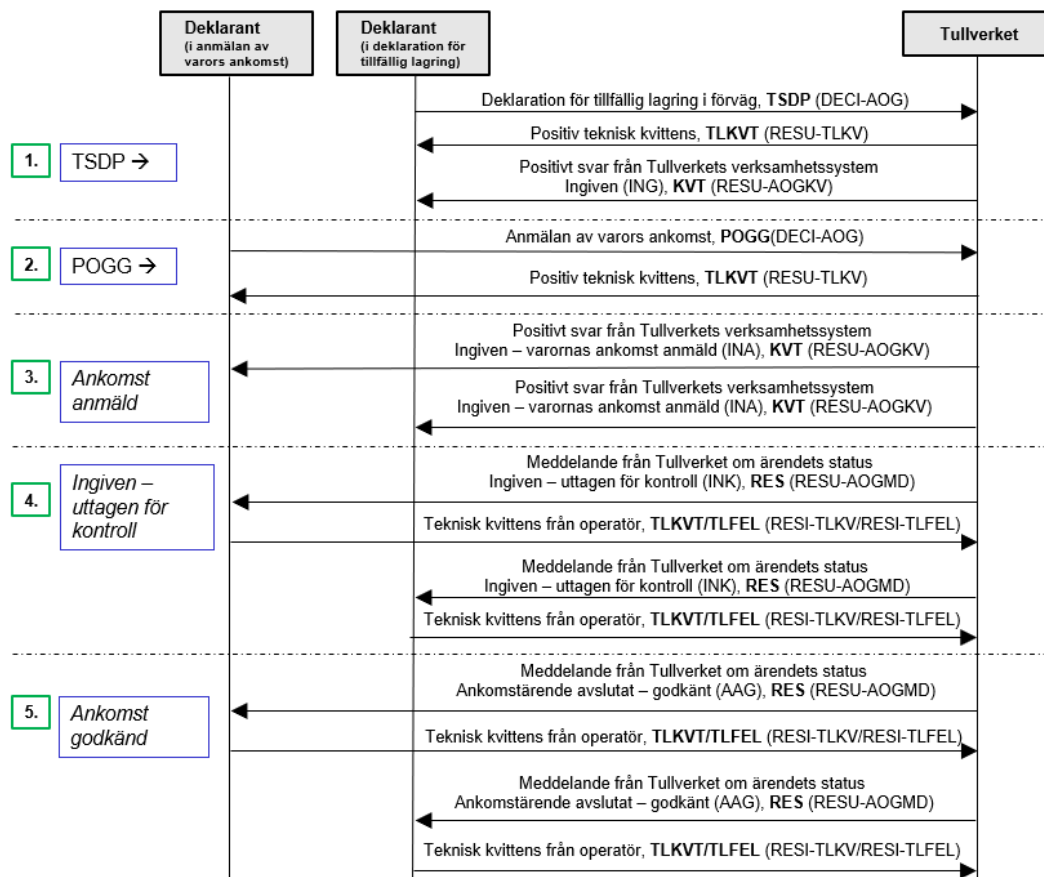 Deklarant
(i anmälan av
varors ankomst)
Deklarant
(i deklaration för
tillfällig lagring)
Tullverket
1.
TSDP →
Deklaration för tillfällig lagring i förväg, TSDP (DECI-AOG)
Positiv teknisk kvittens, TLKVT (RESU-TLKV)
Positivt svar från Tullverkets verksamhetssystem
Ingiven (ING), KVT (RESU-AOGKV)
2.
POGG →
Anmälan av varors ankomst, POGG(DECI-AOG)
Positiv teknisk kvittens, TLKVT (RESU-TLKV)
3.
Ankomst
anmäld
Positivt svar från Tullverkets verksamhetssystem
Ingiven – varornas ankomst anmäld (INA), KVT (RESU-AOGKV)
Positivt svar från Tullverkets verksamhetssystem
Ingiven – varornas ankomst anmäld (INA), KVT (RESU-AOGKV)
4.
Ingiven –
uttagen för
kontroll
Meddelande från Tullverket om ärendets status
Ingiven – uttagen för kontroll (INK), RES (RESU-AOGMD)
Teknisk kvittens från operatör, TLKVT/TLFEL (RESI-TLKV/RESI-TLFEL)
Meddelande från Tullverket om ärendets status
Ingiven – uttagen för kontroll (INK), RES (RESU-AOGMD)
Teknisk kvittens från operatör, TLKVT/TLFEL (RESI-TLKV/RESI-TLFEL)
5.
Ankomst
godkänd
Meddelande från Tullverket om ärendets status
Ankomstärende avslutat – godkänt (AAG), RES (RESU-AOGMD)
Teknisk kvittens från operatör, TLKVT/TLFEL (RESI-TLKV/RESI-TLFEL)
Meddelande från Tullverket om ärendets status
Ankomstärende avslutat – godkänt (AAG), RES (RESU-AOGMD)
Teknisk kvittens från operatör, TLKVT/TLFEL (RESI-TLKV/RESI-TLFEL)